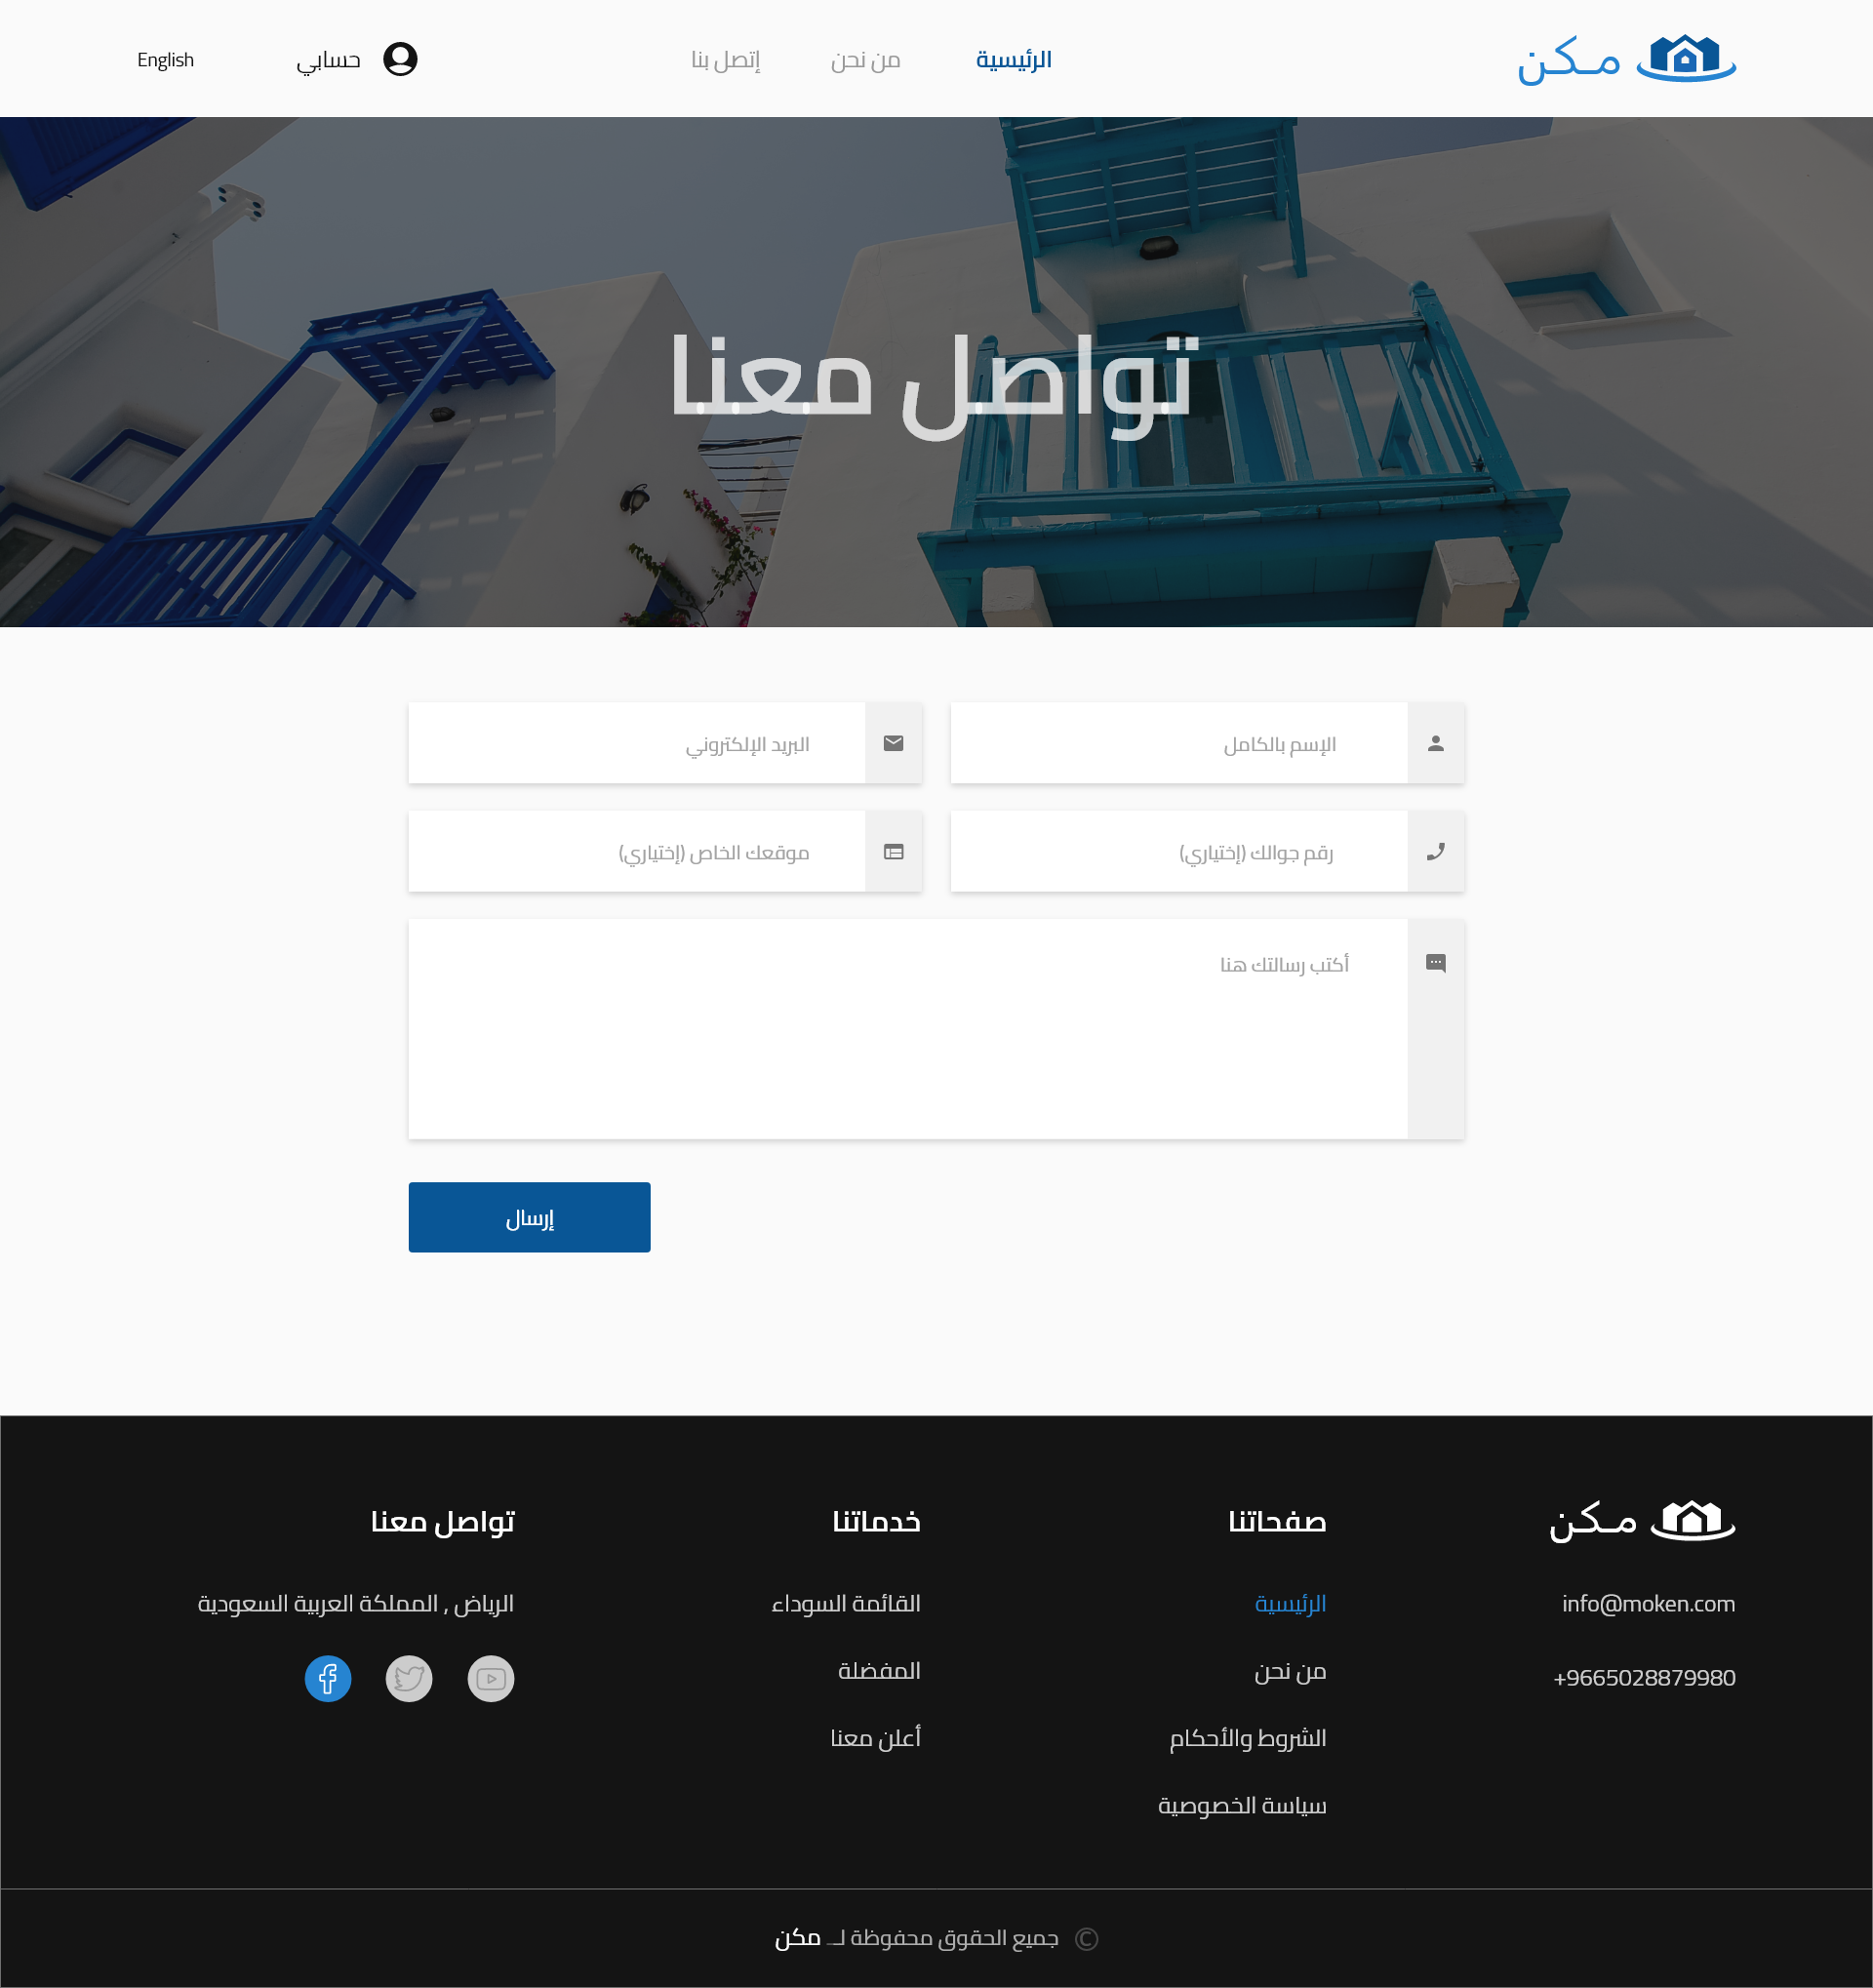 مـكـن
الرئيسية
من نحن
إتصل بنا
حسابي
English
تواصل معنا
الإسم بالكامل
البريد الإلكتروني
رقم جوالك (إختياري)
موقعك الخاص (إختياري)
أكتب رسالتك هنا
إرسال
مـكـن
info@moken.com
+9665028879980
صفحاتنا
الرئيسية
من نحن
الشروط والأحكام
سياسة الخصوصية
خدماتنا
القائمة السوداء
المفضلة
أعلن معنا
تواصل معنا
الرياض , المملكة العربية السعودية
© جميع الحقوق محفوظة لـ مكن